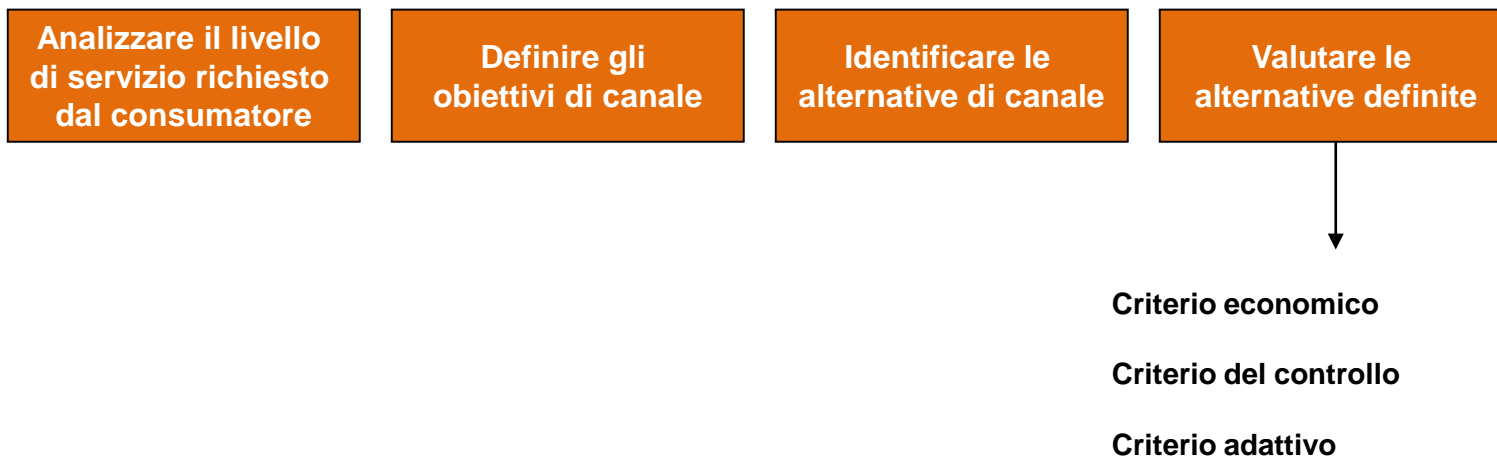 Analizzare il livello
di servizio richiesto
dal consumatore
Definire gli
obiettivi di canale
Identificare le
alternative di canale
Valutare le
alternative definite
Criterio economico
Criterio del controllo
Criterio adattivo